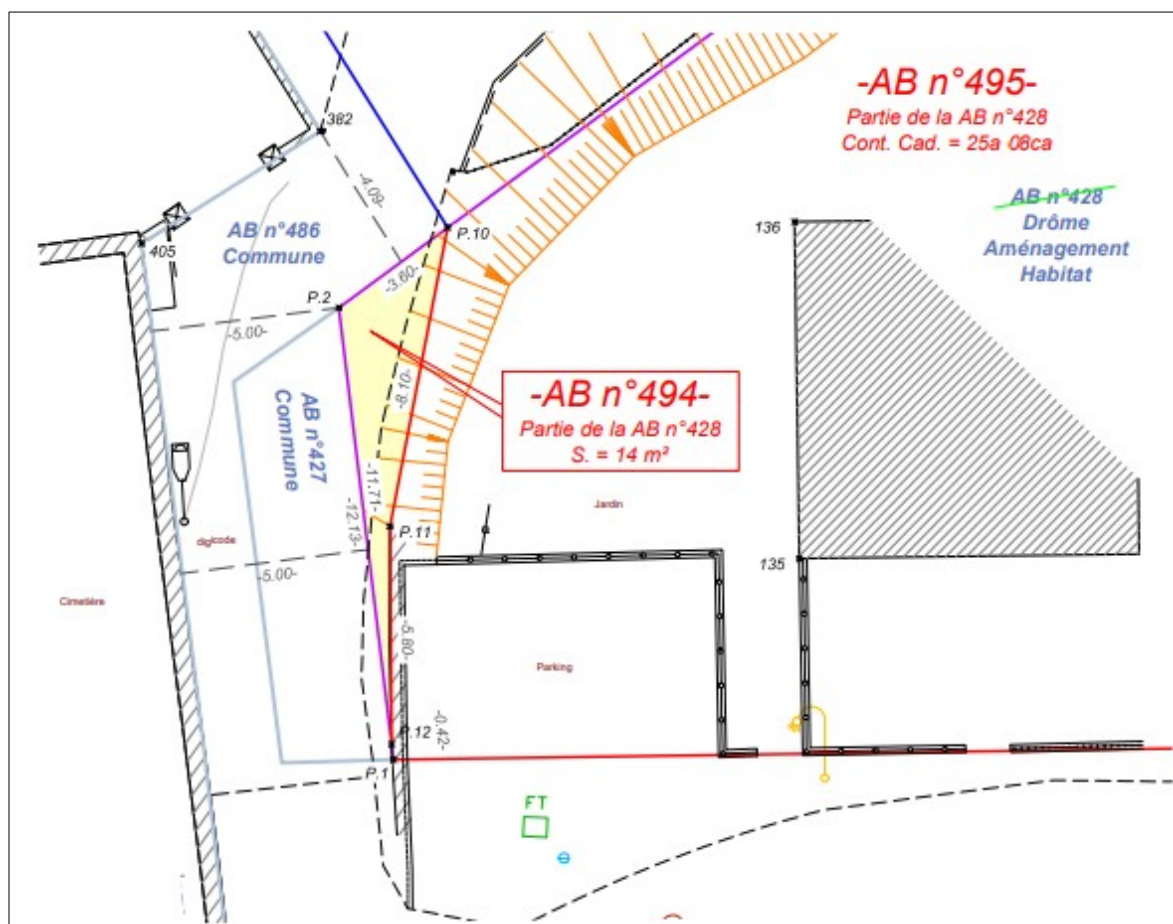 -AB n°495-
Partie de la AB n°428
Cont. Cad. = 25a 08ca
382
-4.09-
AB n°428
Drôme
Aménagement
Habitat
136
AB n°486
Commune
405
P.10
-3.60-
P.2
-5.00-
-8.10-
-AB n°494-
Partie de la AB n°428
S. = 14 m²
AB n°427
Commune
-11.71-
-12.13-
Jardin
P.11
digicode
135
-5.00-
Cimetière
-5.80-
Parking
-0.42-
P.12
P.1
FT